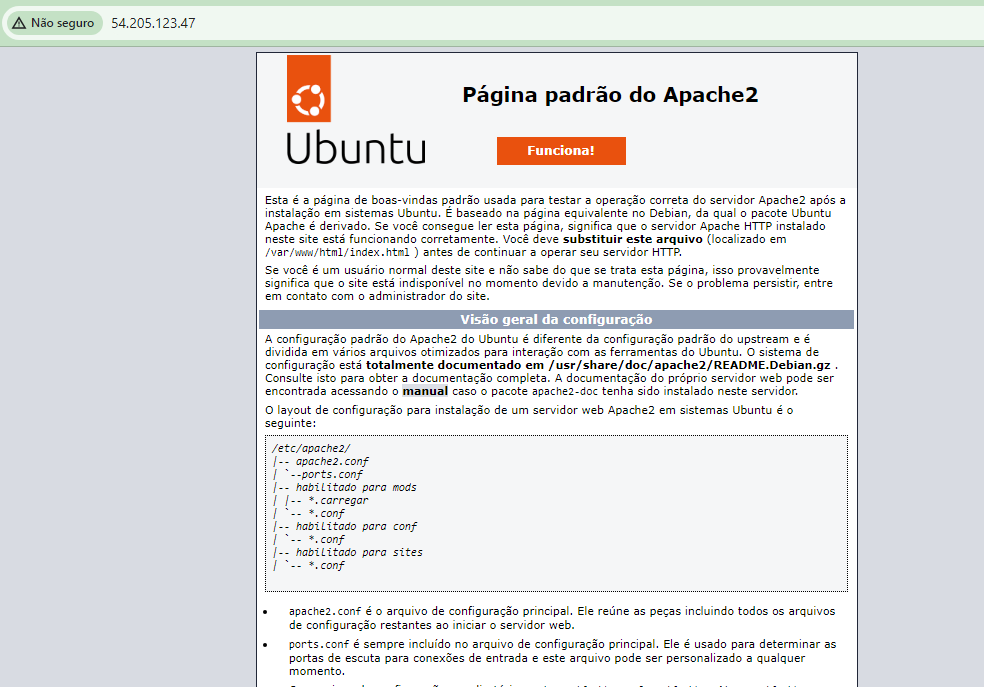 Não seguro 54.205.123.47
Página padrão do Apache2
Ubuntu
Funciona!
Esta é a página de boas-vindas padrão usada para testar a operação correta do servidor Apache2 após a
instalação em sistemas Ubuntu. É baseado na página equivalente no Debian, da qual o pacote Ubuntu
Apache é derivado. Se você consegue ler esta página, significa que o servidor Apache HTTP instalado
neste site está funcionando corretamente. Você deve substituir este arquivo (localizado em
/var/www/html/index.html ) antes de continuar a operar seu servidor HTTP.
Se você é um usuário normal deste site e não sabe do que se trata esta página, isso provavelmente
significa que o site está indisponível no momento devido a manutenção. Se o problema persistir, entre
em contato com o administrador do site.
Visão geral da configuração
A configuração padrão do Apache2 do Ubuntu é diferente da configuração padrão do upstream e é
dividida em vários arquivos otimizados para interação com as ferramentas do Ubuntu. O sistema de
configuração está totalmente documentado em /usr/share/doc/apache2/README.Debian.gz .
Consulte isto para obter a documentação completa. A documentação do próprio servidor web pode ser
encontrada acessando o manual caso o pacote apache2-doc tenha sido instalado neste servidor.
O layout de configuração para instalação de um servidor web Apache2 em sistemas Ubuntu é o
seguinte:
/etc/apache2/
|-- apache2.conf
| `--ports.conf
|-- habilitado para mods
| |-- *.carregar
| `-- *.conf
|-- habilitado para conf
| `-- *.conf
|-- habilitado para sites
| `-- *.conf
• apache2.conf é o arquivo de configuração principal. Ele reúne as peças incluindo todos os arquivos
de configuração restantes ao iniciar o servidor web.
• ports.conf é sempre incluído no arquivo de configuração principal. Ele é usado para determinar as
portas de escuta para conexões de entrada e este arquivo pode ser personalizado a qualquer
momento.